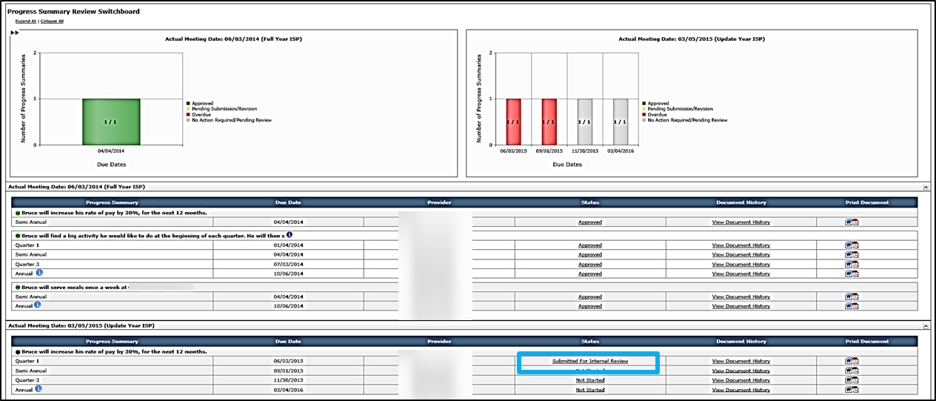 Progress Summary Review Switchboard
Expand All | Collapse All
Actual Meeting Date: 06/03/2014 (Full Year ISP)
Number of Progress Summaries
2
1
0
1 / 1
04/04/2014
Due Dates
Approved
Pending Submission/Revision
Overdue
No Action Required/Pending Review
Actual Meeting Date: 03/05/2015 (Update Year ISP)
Number of Progress Summaries
2
1
0
1 / 1 1 / 1 1 / 1 1 / 1
06/03/2015 09/01/2015 11/30/2015 03/04/2016
Due Dates
Approved
Pending Submission/Revision
Overdue
No Action Required/Pending Review
Actual Meeting Date: 06/03/2014 (Full Year ISP)
Progress Summary Due Date Provider Status Document History Print Document
Bruce will increase his rate of pay by 30%, for the next 12 months.
Semi Annual 04/04/2014 Approved View Document History
Bruce will find a big activity he would like to do at the beginning of each quarter. He will then s
Quarter 1 01/04/2014 Approved View Document History
Semi Annual 04/04/2014 Approved View Document History
Quarter 3 07/03/2014 Approved View Document History
Annual 10/06/2014 Approved View Document History
Bruce will serve meals once a week at
Semi Annual 04/04/2014 Approved View Document History
Annual 10/06/2014 Approved View Document History
Actual Meeting Date: 03/05/2015 (Update Year ISP)
Progress Summary Due Date Provider Status Document History Print Document
Bruce will increase his rate of pay by 30%, for the next 12 months.
Quarter 1 06/03/2015 Submitted For Internal Review View Document History
Semi Annual 09/01/2015 Not Started View Document History
Quarter 3 11/30/2015 Not Started View Document History
Annual 03/04/2016 Not Started View Document History